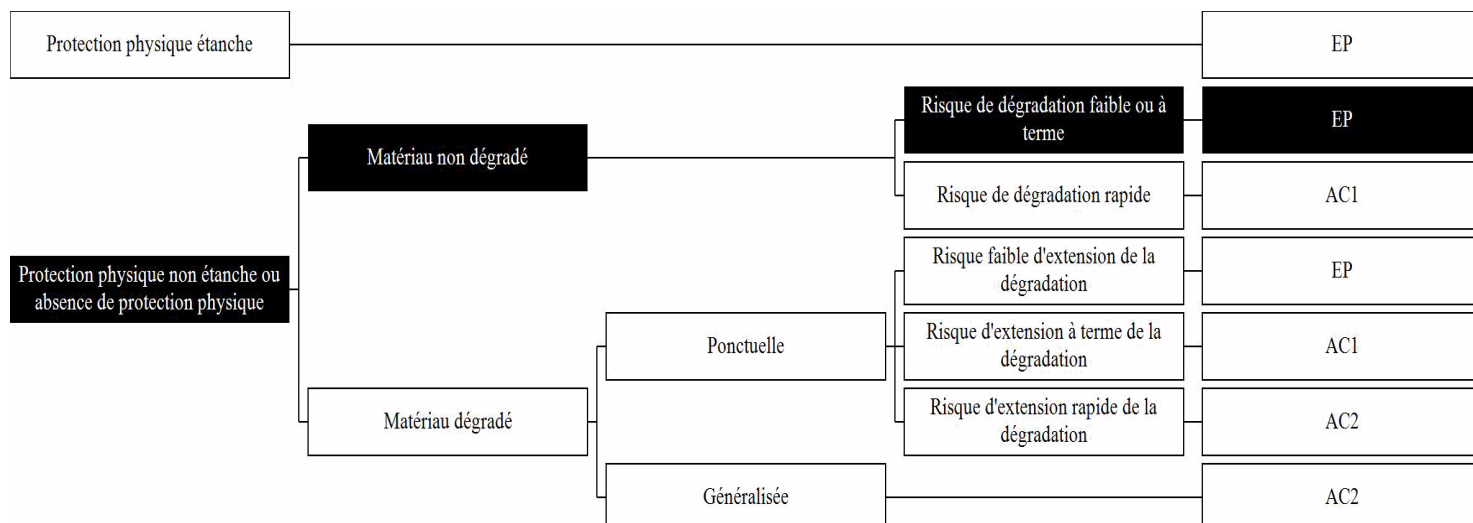 Protection physique étanche
EP
Risque de dégradation faible ou à
terme
EP
Matériau non dégradé
Risque de dégradation rapide
AC1
Protection physique non étanche ou
absence de protection physique
Risque faible d'extension de la
dégradation
EP
Ponctuelle
Risque d'extension à terme de la
dégradation
AC1
Matériau dégradé
Risque d'extension rapide de la
dégradation
AC2
Généralisée
AC2